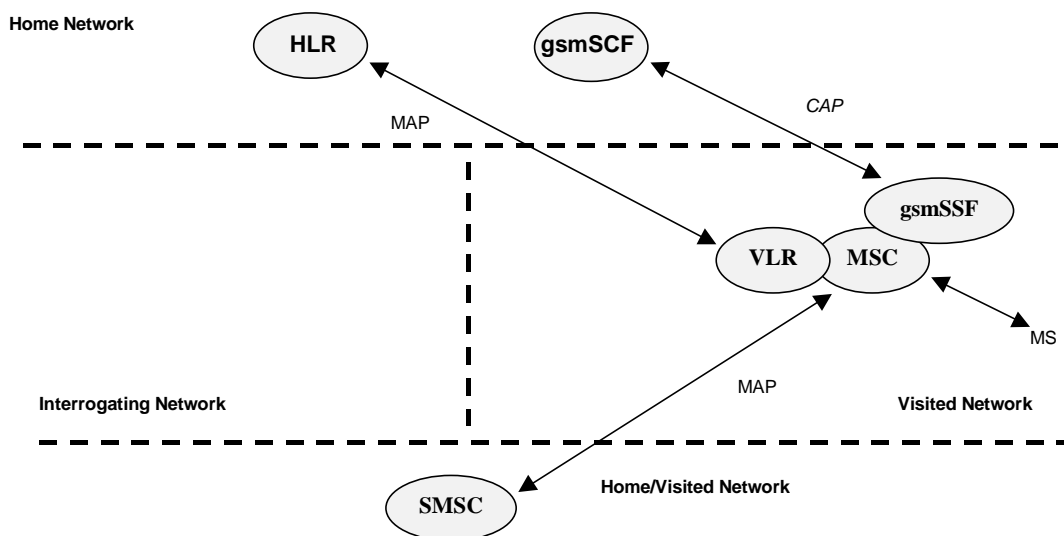 Home Network
HLR
gsmSCF
CAP
MAP
gsmSSF
VLR
MSC
MS
MAP
Interrogating Network
Visited Network
Home/Visited Network
SMSC